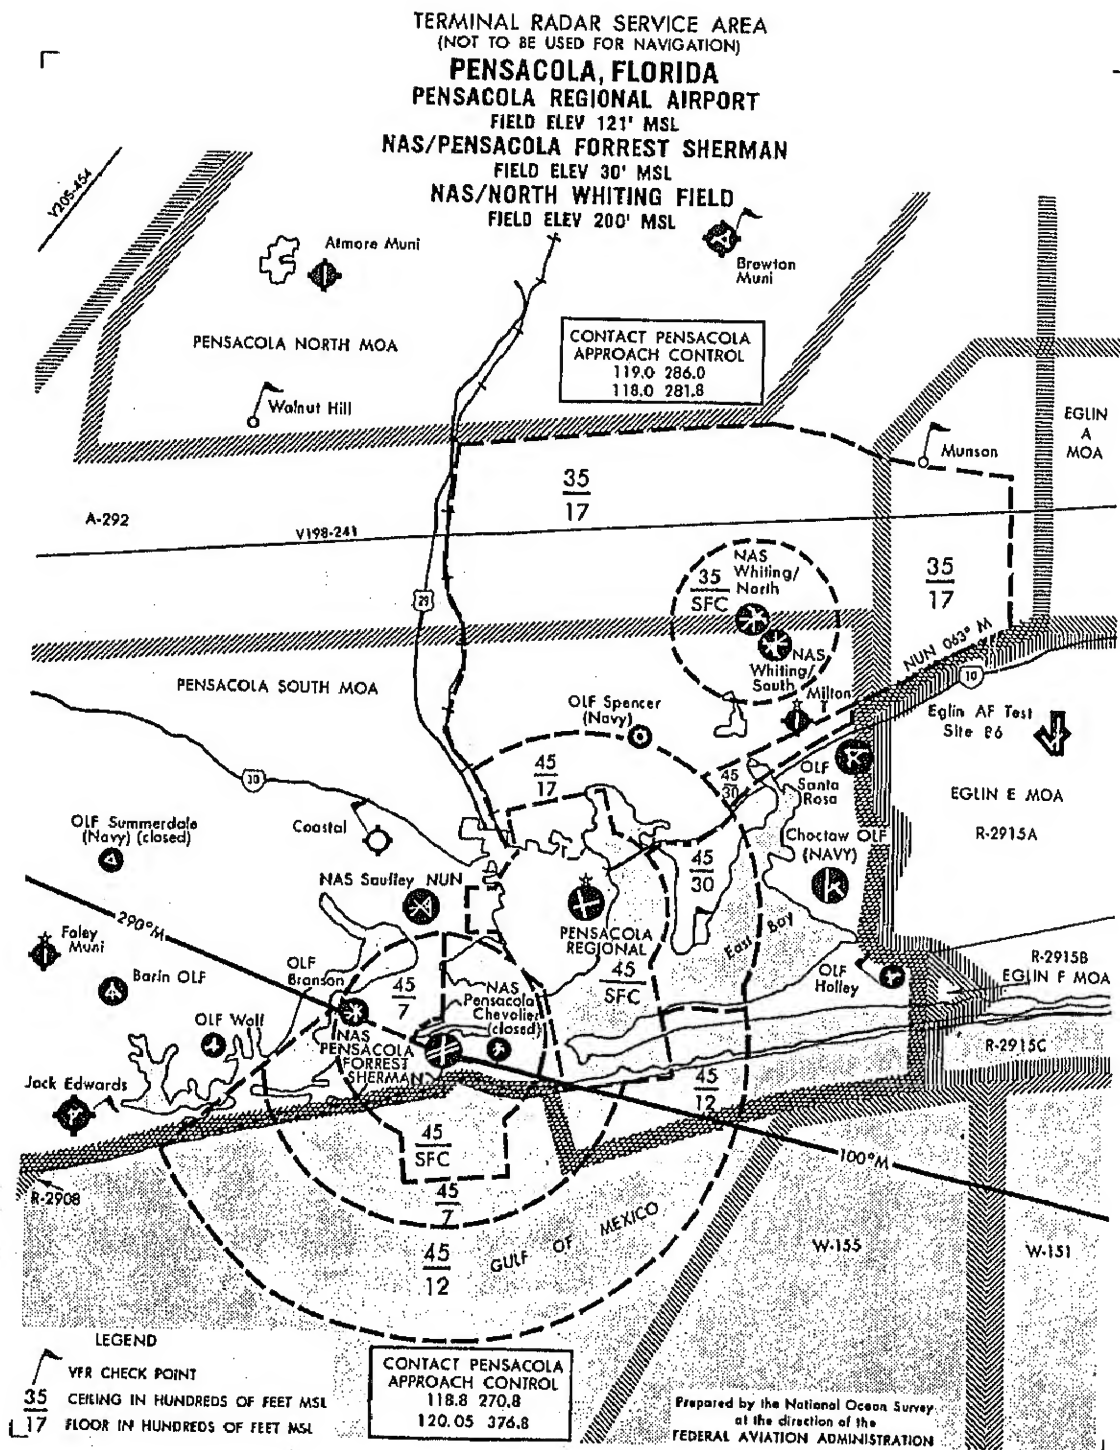 TERMINAL RADAR SERVICE AREA
(NOT TO BE USED FOR NAVIGATION)
PENSACOLA, FLORIDA
PENSACOLA REGIONAL AIRPORT
FIELD ELEV 121' MSL
NAS/PENSACOLA FORREST SHERMAN
FIELD ELEV 30' MSL
NAS/NORTH WHITING FIELD
FIELD ELEV 200' MSL
V205-454
Atmore Muni
Brewton
Muni
PENSACOLA NORTH MOA
CONTACT PENSACOLA
APPROACH CONTROL
119.0 286.0
118.0 281.8
Walnut Hill
EGLIN
A
MOA
Munson
35
17
A-292
V198-241
NAS
Whiting/
North
35
SFC
35
17
29
NAS
Whiting/
South
NUN 063° M
10
PENSACOLA SOUTH MOA
Milton
OLF Spencer
(Navy)
Eglin AF Test
Site B6
45
17
45
30
OLF
Santa
Rosa
EGLIN E MOA
R-2915A
OLF Summerdale
(Navy) (closed)
Coastal
Choctaw OLF
(NAVY)
45
30
NAS Saufley NUN
290°M
PENSACOLA
REGIONAL
East Bay
Foley
Muni
Barin OLF
OLF
Bronson
45
7
NAS
Pensacola
Chevalier
(closed)
45
SFC
OLF
Holley
R-2915B
EGLIN F MOA
OLF Wolf
NAS
PENSACOLA
FORREST
SHERMAN
R-2915C
Jack Edwards
45
12
45
SFC
100°M
R-2908
45
7
GULF OF MEXICO
45
12
W-155
W-151
LEGEND
VFR CHECK POINT
35 CEILING IN HUNDREDS OF FEET MSL
17 FLOOR IN HUNDREDS OF FEET MSL
CONTACT PENSACOLA
APPROACH CONTROL
118.8 270.8
120.05 376.8
Prepared by the National Ocean Survey
at the direction of the
FEDERAL AVIATION ADMINISTRATION